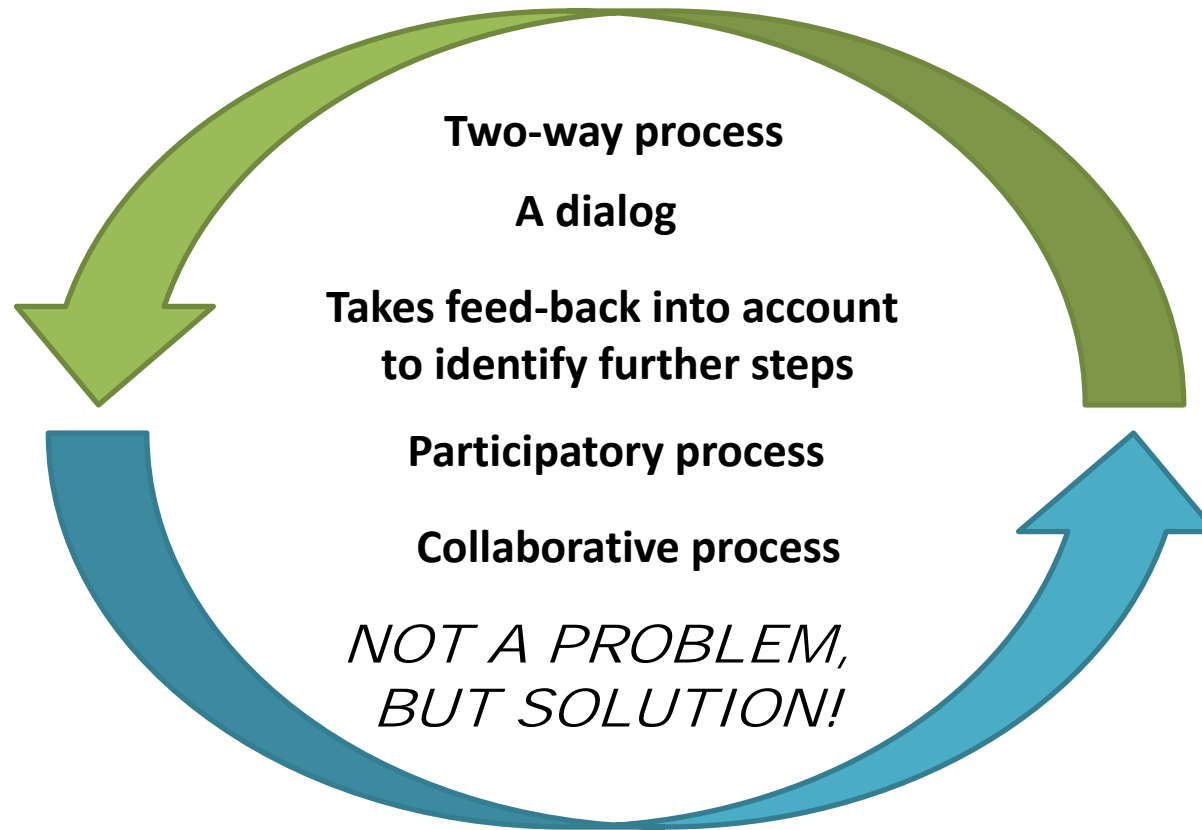 Two-way process
A dialog
Takes feed-back into account
to identify further steps
Participatory process
Collaborative process
NOT A PROBLEM,
BUT SOLUTION!